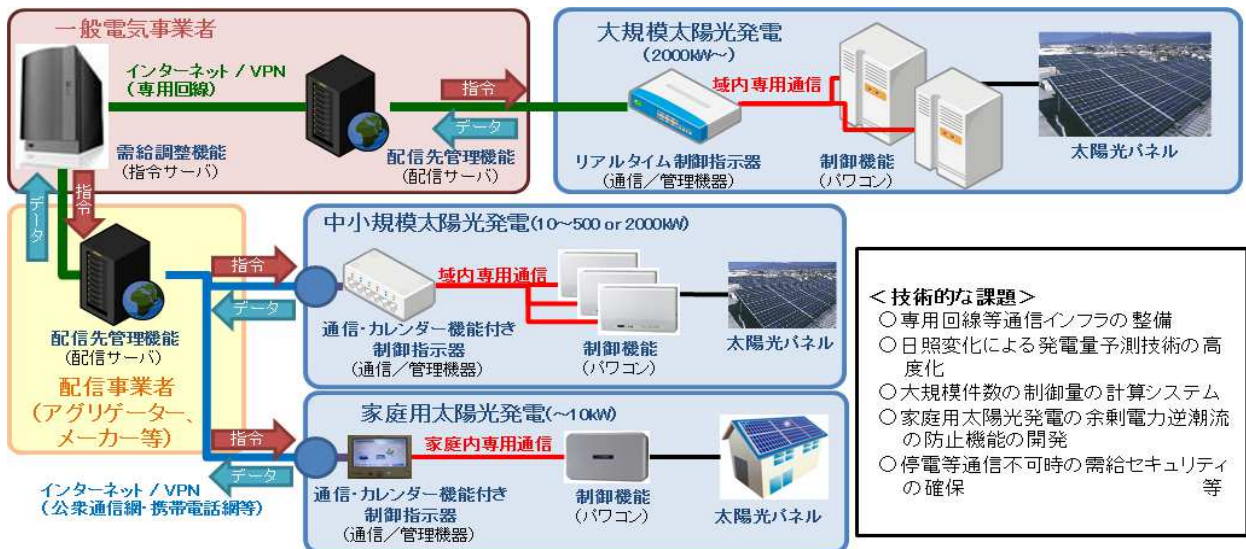 一般電気事業者
インターネット / VPN
(専用回線)
指令
データ
需給調整機能
(指令サーバ)
配信先管理機能
(配信サーバ)
大規模太陽光発電
(2000kW～)
域内専用通信
リアルタイム制御指示器
(通信／管理機器)
制御機能
(パワコン)
太陽光パネル
データ
指令
配信先管理機能
(配信サーバ)
配信事業者
(アグリゲーター、
メーカー等)
インターネット / VPN
(公衆通信網・携帯電話網等)
中小規模太陽光発電(10～500 or 2000kW)
指令
データ
域内専用通信
通信・カレンダー機能付き
制御指示器
(通信／管理機器)
制御機能
(パワコン)
太陽光パネル
家庭用太陽光発電(～10kW)
指令
データ
家庭内専用通信
通信・カレンダー機能付き
制御指示器
(通信／管理機器)
制御機能
(パワコン)
太陽光パネル
＜技術的な課題＞
○専用回線等通信インフラの整備
○日照変化による発電量予測技術の高
度化
○大規模件数の制御量の計算システム
○家庭用太陽光発電の余剰電力逆潮流
の防止機能の開発
○停電等通信不可時の需給セキュリティ
の確保 等